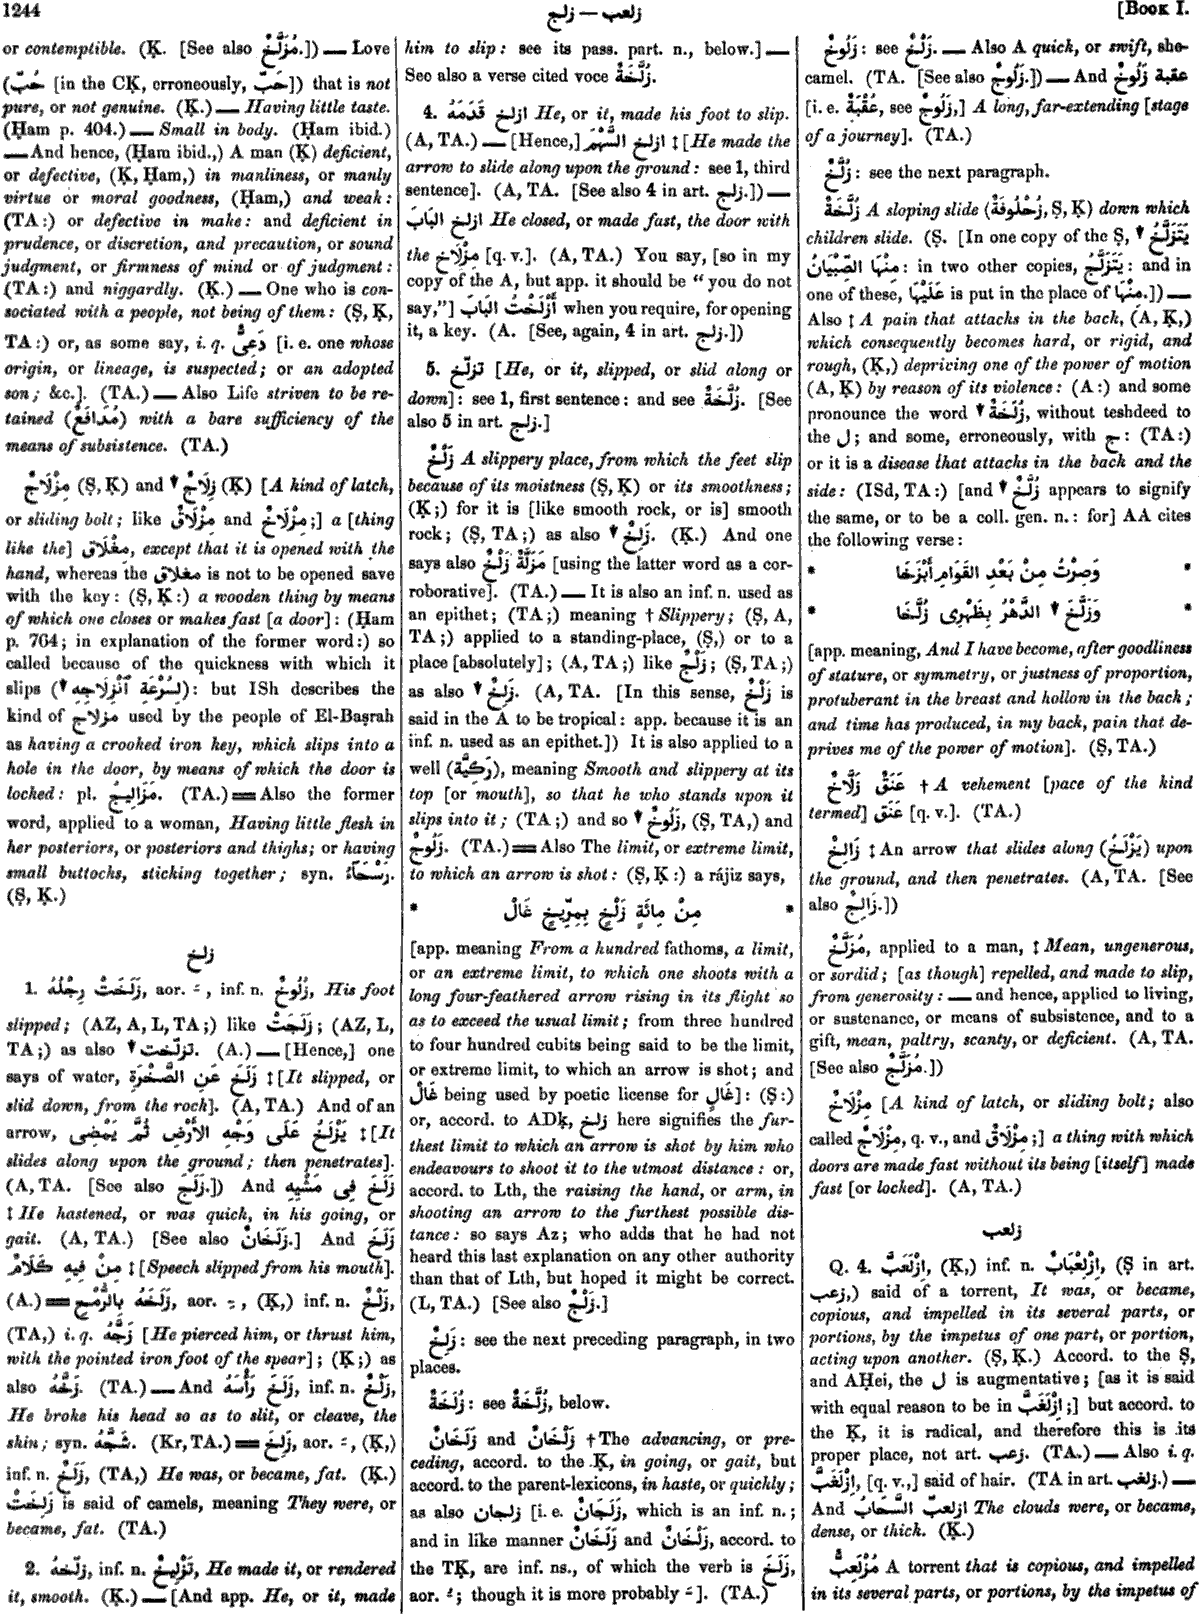 1244
زلج — زلعب
[BOOK I.
or contemptible. (Ḳ. [See also مُزَلَّخٌ.]) — Love
(حُبّ [in the CḲ, erroneously, حَبّ]) that is not
pure, or not genuine. (Ḳ.) — Having little taste.
(Ḥam p. 404.) — Small in body. (Ḥam ibid.)
— And hence, (Ḥam ibid.,) A man (Ḳ) deficient,
or defective, (Ḳ, Ḥam,) in manliness, or manly
virtue or moral goodness, (Ḥam,) and weak:
(TA:) or defective in make: and deficient in
prudence, or discretion, and precaution, or sound
judgment, or firmness of mind or of judgment:
(TA:) and niggardly. (Ḳ.) — One who is con-
sociated with a people, not being of them: (Ṣ, Ḳ,
TA:) or, as some say, i. q. دَعِىٌّ [i. e. one whose
origin, or lineage, is suspected; or an adopted
son; &c.]. (TA.) — Also Life striven to be re-
tained (مُدَافَعٌ) with a bare sufficiency of the
means of subsistence. (TA.)
مِزْلَاجٌ (Ṣ, Ḳ) and ▼ زِلَاجٌ (Ḳ) [A kind of latch,
or sliding bolt; like مِزْلَاقٌ and مِزْلَاخٌ;] a [thing
like the] مِغْلَاق, except that it is opened with the
hand, whereas the مغلاق is not to be opened save
with the key: (Ṣ, Ḳ:) a wooden thing by means
of which one closes or makes fast [a door]: (Ḥam
p. 764; in explanation of the former word:) so
called because of the quickness with which it
slips (لِسُرْعَةِ ٱنْزِلَاجِهِ ▼): but ISh describes the
kind of مزلاج used by the people of El-Baṣrah
as having a crooked iron key, which slips into a
hole in the door, by means of which the door is
locked: pl. مَزَالِيجُ. (TA.) = Also the former
word, applied to a woman, Having little flesh in
her posteriors, or posteriors and thighs; or having
small buttocks, sticking together; syn. رَسْحَآءُ.
(Ṣ, Ḳ.)
زلخ
1. زَلَخَتْ رِجْلُهُ, aor. ـَ , inf. n. زُلُوخٌ, His foot
slipped; (AZ, A, L, TA;) like زَلَجَتْ; (AZ, L,
TA;) as also ▼ تزلّخت. (A.) — [Hence,] one
says of water, زَلَخَ عَنِ الصَّخْرَةِ ‡ [It slipped, or
slid down, from the rock]. (A, TA.) And of an
arrow, يَزْلَخُ عَلَى وَجْهِ الأَرْضِ ثُمَّ يَمْضِى ‡ [It
slides along upon the ground; then penetrates].
(A, TA. [See also زَلَجَ.]) And زَلَخَ فِى مَشْيِهِ
‡ He hastened, or was quick, in his going, or
gait. (A, TA.) [See also زَلَخَانٌ.] And زَلَخَ
مِنْ فِيهِ كَلَامٌ ‡ [Speech slipped from his mouth].
(A.) = زَلَخَهُ بِالرُّمْحِ, aor. ـِ , (Ḳ,) inf. n. زَلْخٌ,
(TA,) i. q. زَجَّهُ [He pierced him, or thrust him,
with the pointed iron foot of the spear]; (Ḳ;) as
also زَخَّهُ. (TA.) — And زَلَخَ رَأْسَهُ, inf. n. زَلْخٌ,
He broke his head so as to slit, or cleave, the
skin; syn. شَجَّهُ. (Kr, TA.) = زَلِخَ, aor. ـَ , (Ḳ,)
inf. n. زَلَخٌ, (TA,) He was, or became, fat. (Ḳ.)
زَلِخَتْ is said of camels, meaning They were, or
became, fat. (TA.)
2. زلّخهُ, inf. n. تَزْلِيخٌ, He made it, or rendered
it, smooth. (Ḳ.) — [And app. He, or it, made
him to slip: see its pass. part. n., below.] —
See also a verse cited voce زُلَّخَةٌ.
4. ازلخ قَدَمَهُ He, or it, made his foot to slip.
(A, TA.) — [Hence,] ازلخ السَّهْمَ ‡ [He made the
arrow to slide along upon the ground: see 1, third
sentence]. (A, TA. [See also 4 in art. زلج.]) —
ازلخ البَابَ He closed, or made fast, the door with
the مِزْلَاخ [q. v.]. (A, TA.) You say, [so in my
copy of the A, but app. it should be "you do not
say,"] أَزْلَخْتُ البَابَ when you require, for opening
it, a key. (A. [See, again, 4 in art. زلج.])
5. تزلّخ [He, or it, slipped, or slid along or
down]: see 1, first sentence: and see زُلَّخَةٌ. [See
also 5 in art. زلج.]
زَلْخٌ A slippery place, from which the feet slip
because of its moistness (Ṣ, Ḳ) or its smoothness;
(Ḳ;) for it is [like smooth rock, or is] smooth
rock; (Ṣ, TA;) as also ▼ زَلِخٌ. (Ḳ.) And one
says also مَزَلَّةٌ زَلْخٌ [using the latter word as a cor-
roborative]. (TA.) — It is also an inf. n. used as
an epithet; (TA;) meaning † Slippery; (Ṣ, A,
TA;) applied to a standing-place, (Ṣ,) or to a
place [absolutely]; (A, TA;) like زَلْجٌ; (Ṣ, TA;)
as also ▼ زَلِخٌ. (A, TA. [In this sense, زَلْخٌ is
said in the A to be tropical: app. because it is an
inf. n. used as an epithet.]) It is also applied to a
well (رَكِيَّة), meaning Smooth and slippery at its
top [or mouth], so that he who stands upon it
slips into it; (TA;) and so ▼ زَلُوخٌ, (Ṣ, TA,) and
زَلُوجٌ. (TA.) = Also The limit, or extreme limit,
to which an arrow is shot: (Ṣ, Ḳ:) a rájiz says,
* مِنْ مِائَةٍ زَلْخٍ بِمِرِّيخٍ غَالْ *
[app. meaning From a hundred fathoms, a limit,
or an extreme limit, to which one shoots with a
long four-feathered arrow rising in its flight so
as to exceed the usual limit; from three hundred
to four hundred cubits being said to be the limit,
or extreme limit, to which an arrow is shot; and
غَالْ being used by poetic license for غَالٍ]: (Ṣ:)
or, accord. to ADḳ, زلخ here signifies the fur-
thest limit to which an arrow is shot by him who
endeavours to shoot it to the utmost distance: or,
accord. to Lth, the raising the hand, or arm, in
shooting an arrow to the furthest possible dis-
tance: so says Az; who adds that he had not
heard this last explanation on any other authority
than that of Lth, but hoped it might be correct.
(L, TA.) [See also زَلْجٌ.]
زَلِخٌ: see the next preceding paragraph, in two
places.
زُلَخَةٌ: see زُلَّخَةٌ, below.
زَلْخَانٌ and زَلَخَانٌ † The advancing, or pre-
ceding, accord. to the Ḳ, in going, or gait, but
accord. to the parent-lexicons, in haste, or quickly;
as also زلجان [i. e. زَلَجَانٌ, which is an inf. n.;
and in like manner زَلَخَانٌ and زَلْخَانٌ, accord. to
the TḲ, are inf. ns., of which the verb is زَلَخَ,
aor. ـُ; though it is more probably ـَ]. (TA.)
زَلُوخٌ: see زَلْخٌ. — Also A quick, or swift, she-
camel. (TA. [See also زَلُوجٌ.]) — And عقبة زَلُوخٌ
[i. e. عُقْبَةٌ, see زَلُوجٌ,] A long, far-extending [stage
of a journey]. (TA.)
زُلَّخٌ: see the next paragraph.
زُلَّخَةٌ A sloping slide (زُحْلُوفَةٌ, Ṣ, Ḳ) down which
children slide. (Ṣ. [In one copy of the Ṣ, ▼ يَتَزَلَّخُ
مِنْهَا الصِّبْيَانُ: in two other copies, يَتَزَلَّجُ: and in
one of these, عَلَيْهَا is put in the place of مِنْهَا.]) —
Also ‡ A pain that attacks in the back, (A, Ḳ,)
which consequently becomes hard, or rigid, and
rough, (Ḳ,) depriving one of the power of motion
(A, Ḳ) by reason of its violence: (A:) and some
pronounce the word ▼ زُلَخَةٌ, without teshdeed to
the ل; and some, erroneously, with ج: (TA:)
or it is a disease that attacks in the back and the
side: (ISd, TA:) [and ▼ زُلَّخٌ appears to signify
the same, or to be a coll. gen. n.: for] AA cites
the following verse:
* وَصِرْتُ مِنْ بَعْدِ القَوَامِ أَبْزَخَا *
* وَزَلَّخَ ▼ الدَّهْرُ بِظَهْرِى زُلَّخَا *
[app. meaning, And I have become, after goodliness
of stature, or symmetry, or justness of proportion,
protuberant in the breast and hollow in the back;
and time has produced, in my back, pain that de-
prives me of the power of motion]. (Ṣ, TA.)
عَنَقٌ زَلَّاخٌ † A vehement [pace of the kind
termed] عَنَق [q. v.]. (TA.)
زَالِخٌ ‡ An arrow that slides along (يَزْلَخُ) upon
the ground, and then penetrates. (A, TA. [See
also زَالِجٌ.])
مُزَلَّخٌ, applied to a man, ‡ Mean, ungenerous,
or sordid; [as though] repelled, and made to slip,
from generosity: — and hence, applied to living,
or sustenance, or means of subsistence, and to a
gift, mean, paltry, scanty, or deficient. (A, TA.
[See also مُزَلَّجٌ.])
مِزْلَاخٌ [A kind of latch, or sliding bolt; also
called مِزْلَاجٌ, q. v., and مِزْلَاقٌ;] a thing with which
doors are made fast without its being [itself] made
fast [or locked]. (A, TA.)
زلعب
Q. 4. اِزْلَعَبَّ, (Ḳ,) inf. n. اِزْلِعْبَابٌ, (Ṣ in art.
زعب,) said of a torrent, It was, or became,
copious, and impelled in its several parts, or
portions, by the impetus of one part, or portion,
acting upon another. (Ṣ, Ḳ.) Accord. to the Ṣ,
and AḤei, the ل is augmentative; [as it is said
with equal reason to be in اِزْلَغَبَّ;] but accord. to
the Ḳ, it is radical, and therefore this is its
proper place, not art. زعب. (TA.) — Also i. q.
اِزْلَغَبَّ, [q. v.,] said of hair. (TA in art. زلغب.) —
And ازلعبّ السَّحَابُ The clouds were, or became,
dense, or thick. (Ḳ.)
مُزْلَعِبٌّ A torrent that is copious, and impelled
in its several parts, or portions, by the impetus of